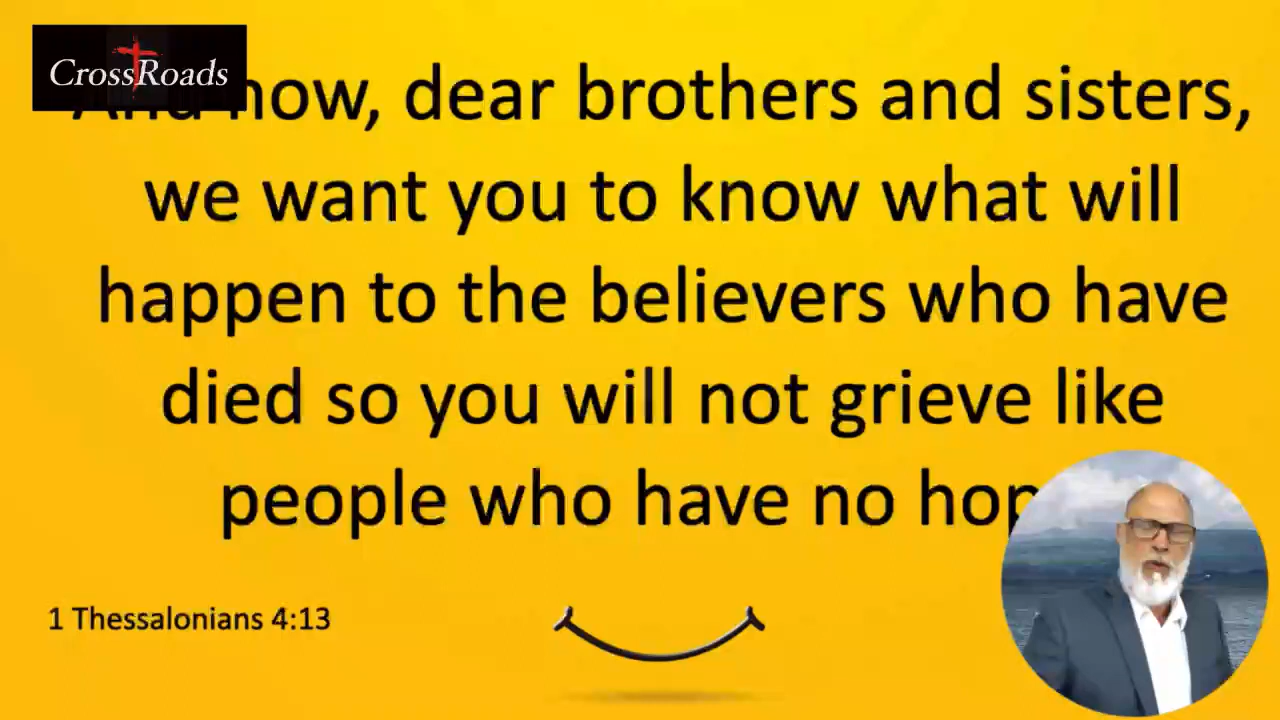 CrossRoads
And now, dear brothers and sisters,
we want you to know what will
happen to the believers who have
died so you will not grieve like
people who have no hop
1 Thessalonians 4:13